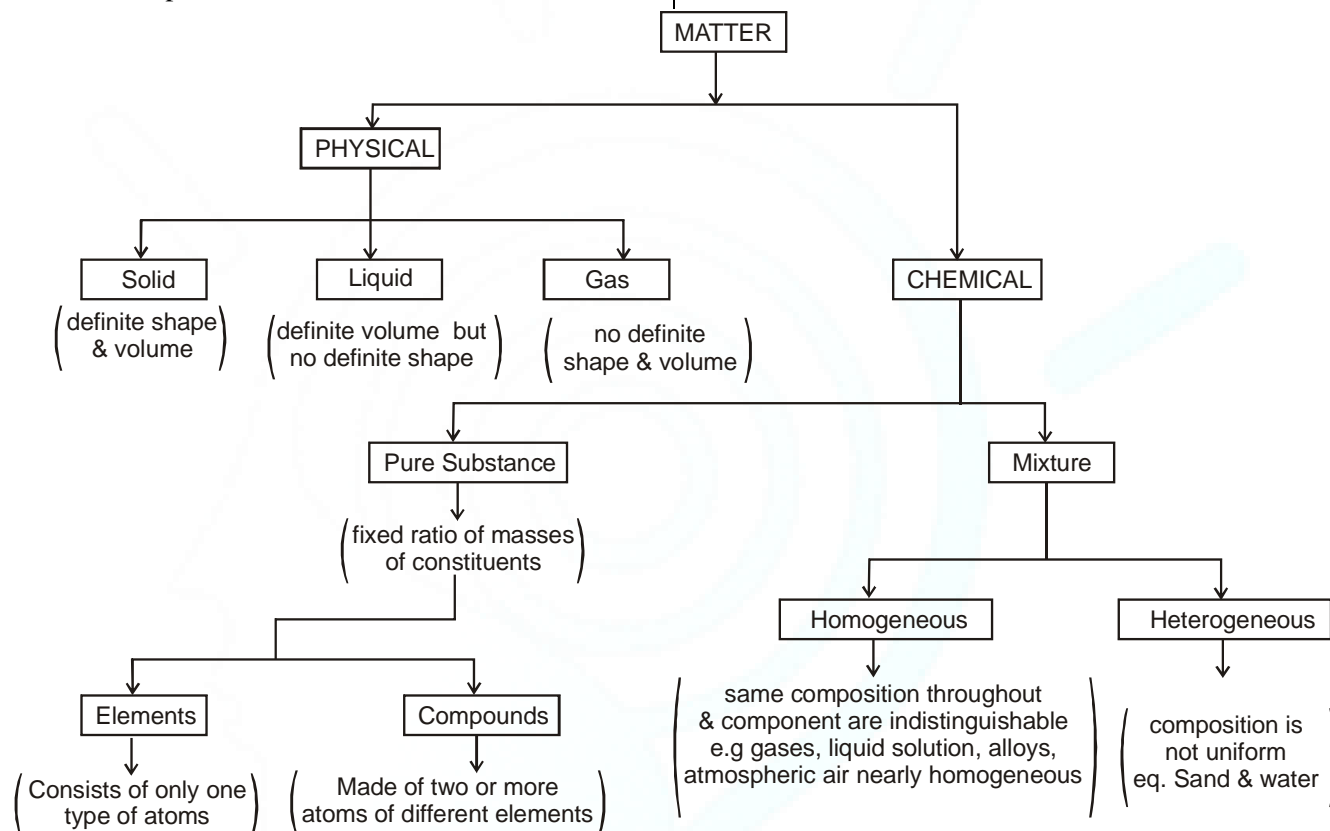 MATTER
PHYSICAL
Solid
Liquid
Gas
CHEMICAL
(definite shape
& volume)
(definite volume but
no definite shape)
(no definite
shape & volume)
Pure Substance
Mixture
(fixed ratio of masses
of constituents)
Homogeneous
Heterogeneous
Elements
Compounds
(same composition throughout
& component are indistinguishable
e.g gases, liquid solution, alloys,
atmospheric air nearly homogeneous)
(composition is
not uniform
eq. Sand & water)
(Consists of only one
type of atoms)
(Made of two or more
atoms of different elements)